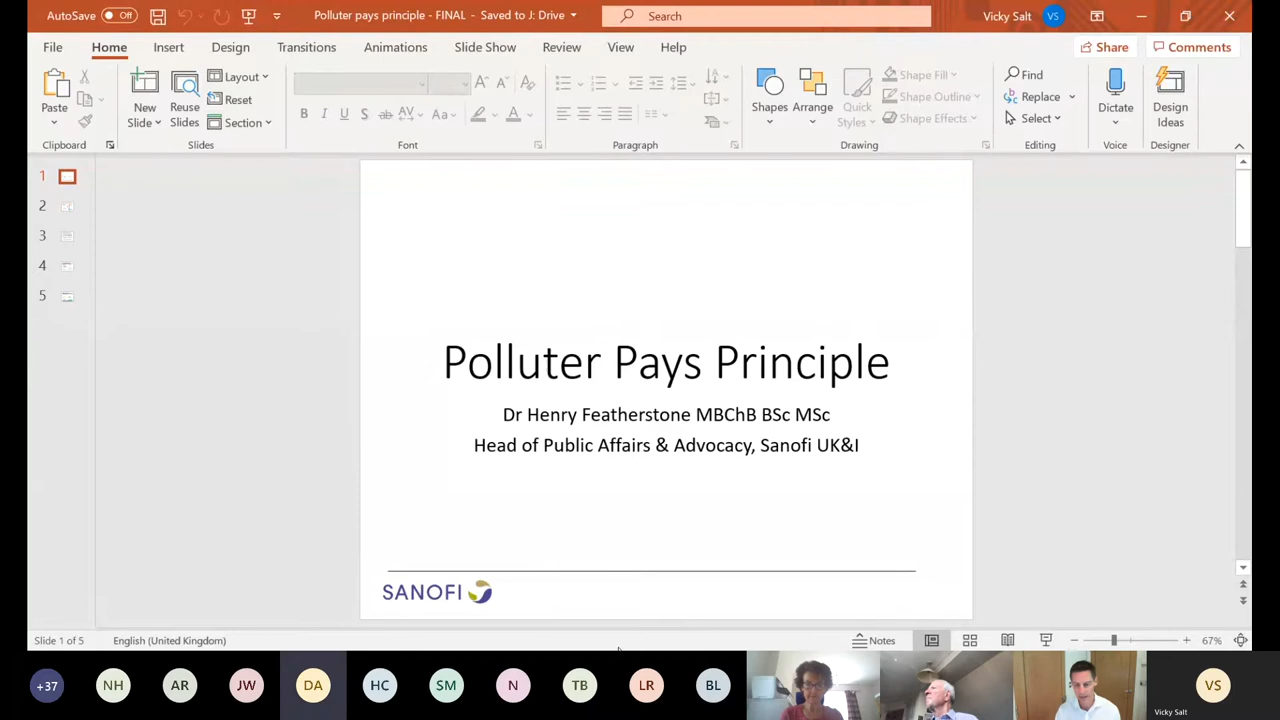 AutoSave Off Polluter pays principle - FINAL - Saved to J: Drive Search Vicky Salt VS
File Home Insert Design Transitions Animations Slide Show Review View Help Share Comments
Paste
New Slide
Reuse Slides
Layout
Reset
Section
B I U S ab AV Aa A
Shapes
Arrange
Quick Styles
Shape Fill
Shape Outline
Shape Effects
Find
Replace
Select
Dictate
Design Ideas
Clipboard Slides Font Paragraph Drawing Editing Voice Designer
1
2
3
4
5
Polluter Pays Principle
Dr Henry Featherstone MBChB BSc MSc
Head of Public Affairs & Advocacy, Sanofi UK&I
SANOFI
Slide 1 of 5 English (United Kingdom) Notes 67%
+37 NH AR JW DA HC SM N TB LR BL VS
Vicky Salt